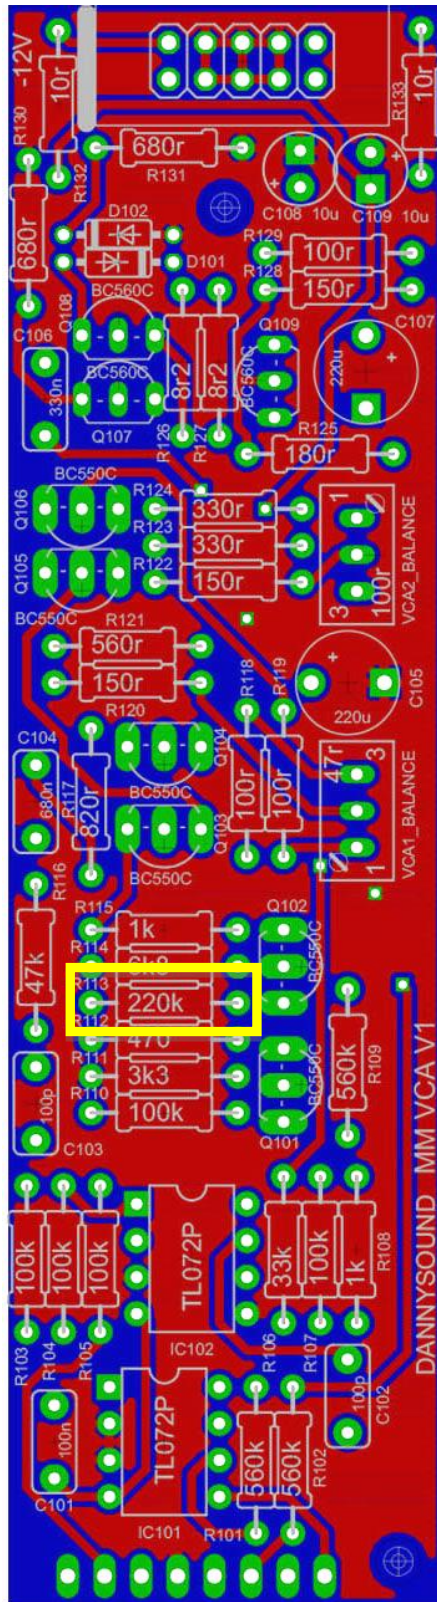 -12V
10r
R130
R132
680r
R131
10r
R133
C108
10u
C109
10u
680r
D102
D101
R129
100r
R128
150r
C107
220u
Q108
BC560C
C106
330n
BC560C
Q107
8r2
8r2
R126
R127
Q109
BC560C
R125
180r
BC550C
Q106
R124
330r
R123
330r
R122
150r
Q105
BC550C
1
3
100r
VCA2_BALANCE
R121
560r
150r
R120
R118
R119
100r
100r
C105
220u
C104
680n
R117
820r
Q104
BC550C
Q103
BC550C
47r
3
1
VCA1_BALANCE
R116
47k
R115
1k
R114
6k8
R113
220k
R112
470
R111
3k3
R110
100k
Q102
BC550C
BC550C
Q101
100p
C103
560k
R109
100k
100k
100k
R103
R104
R105
TL072P
IC102
33k
100k
1k
R106
R107
R108
100p
C102
100n
C101
TL072P
IC101
560k
560k
R101
R102
DANNYSOUND MM VCA V1